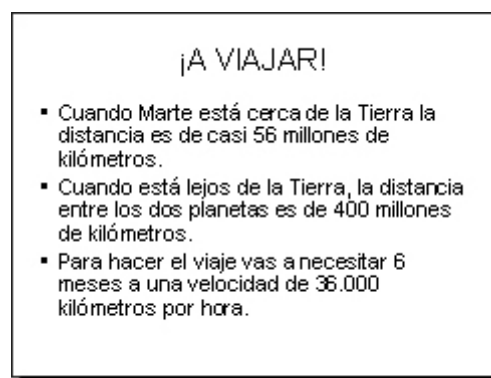 ¡A VIAJAR!
▪ Cuando Marte está cerca de la Tierra la
distancia es de casi 56 millones de
kilómetros.
▪ Cuando está lejos de la Tierra, la distancia
entre los dos planetas es de 400 millones
de kilómetros.
▪ Para hacer el viaje vas a necesitar 6
meses a una velocidad de 36.000
kilómetros por hora.